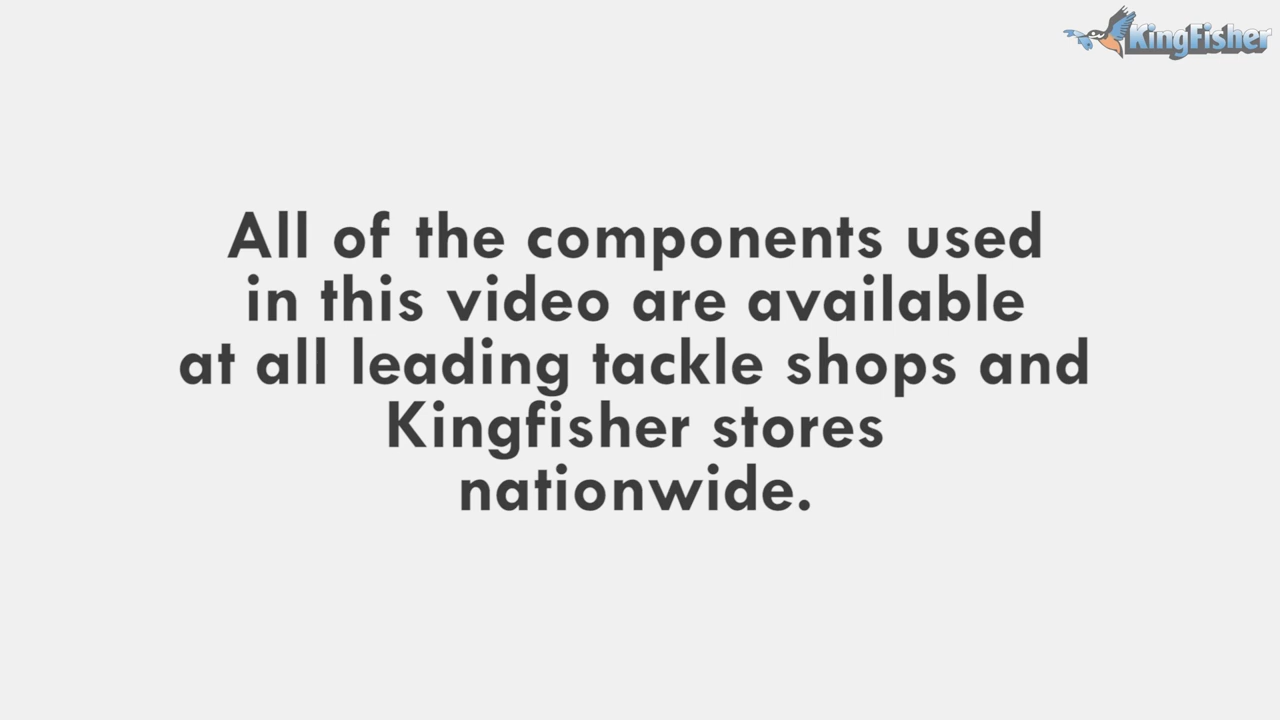 KingFisher
All of the components used
in this video are available
at all leading tackle shops and
Kingfisher stores
nationwide.